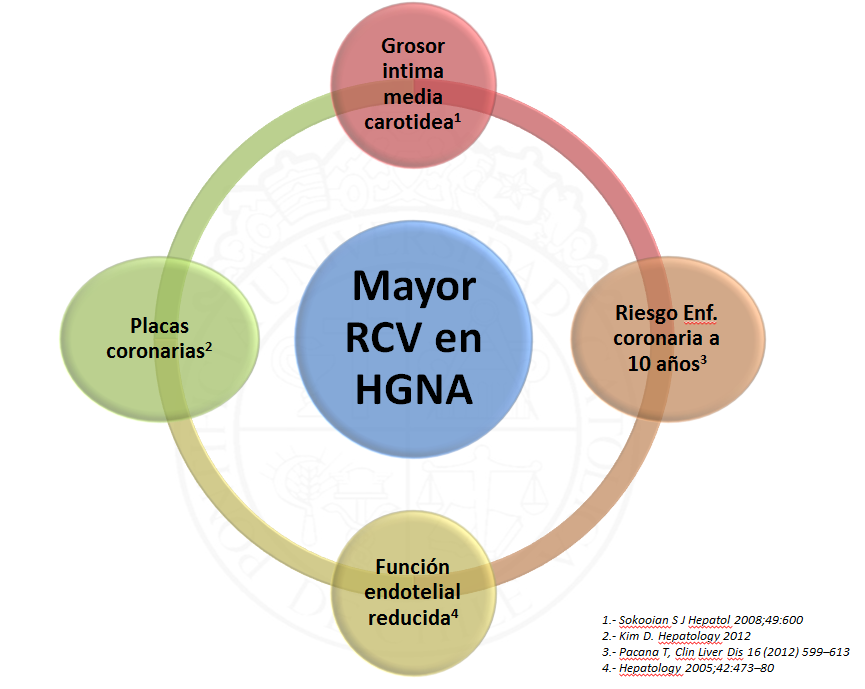 Grosor
intima
media
carotidea¹
Mayor
RCV en
HGNA
Placas
coronarias²
Riesgo Enf.
coronaria a
10 años³
Función
endotelial
reducida⁴
1.- Sokooian S J Hepatol 2008;49:600
2.- Kim D. Hepatology 2012
3.- Pacana T, Clin Liver Dis 16 (2012) 599–613
4.- Hepatology 2005;42:473–80